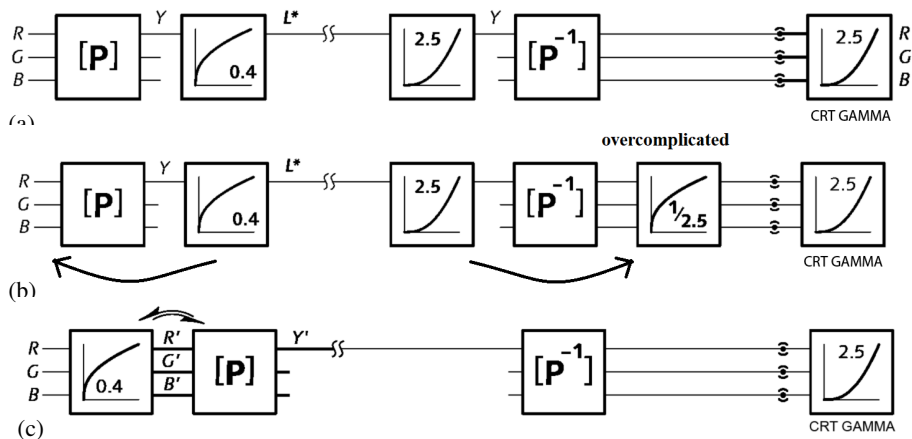 Y L* Y
R [P] 0.4 2.5 [P⁻¹] 2.5 R
G G
B B
CRT GAMMA
(a)
overcomplicated
Y L*
R [P] 0.4 2.5 [P⁻¹] 1/2.5 2.5
G
B
CRT GAMMA
(b)
R' Y'
R 0.4 G' [P] [P⁻¹] 2.5
G B'
B
CRT GAMMA
(c)